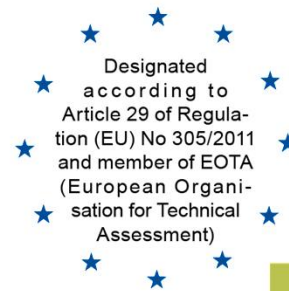 Designated
according to
Article 29 of Regula-
tion (EU) No 305/2011
and member of EOTA
(European Organi-
sation for Technical
Assessment)